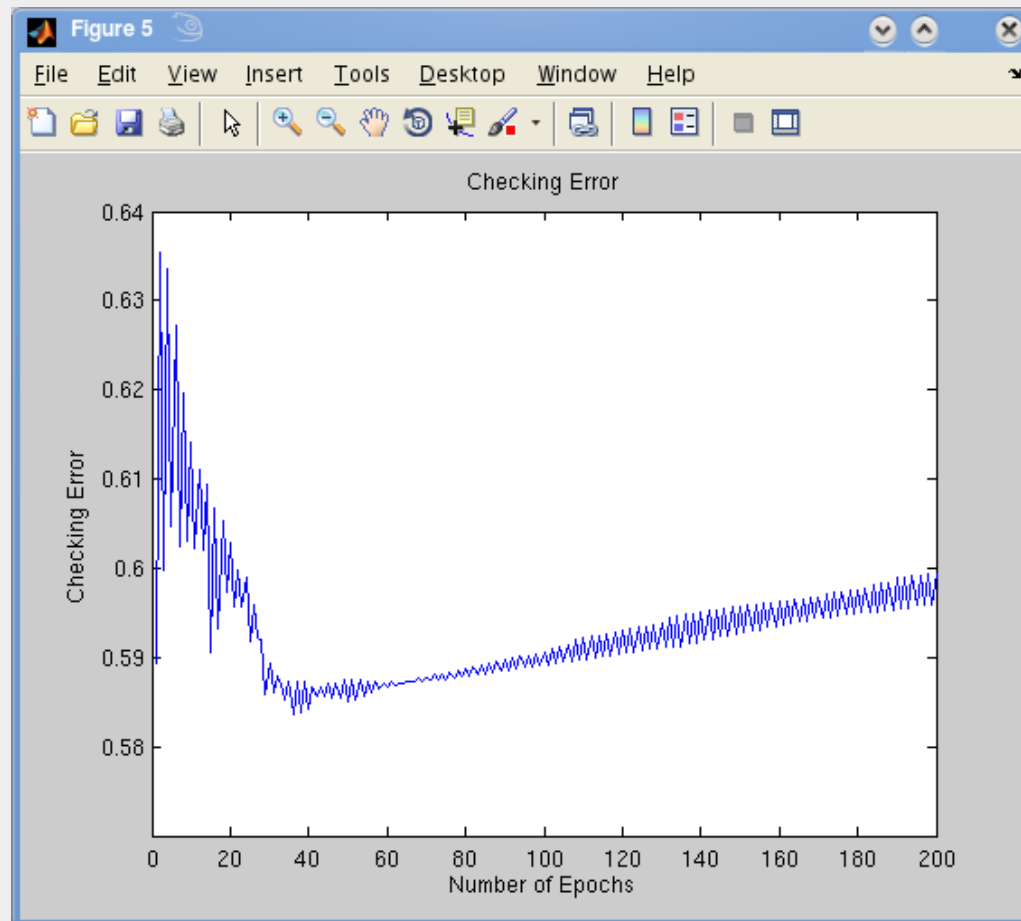 Figure 5
File Edit View Insert Tools Desktop Window Help
Checking Error
0.64
0.63
0.62
0.61
0.6
0.59
0.58
Checking Error
0 20 40 60 80 100 120 140 160 180 200
Number of Epochs